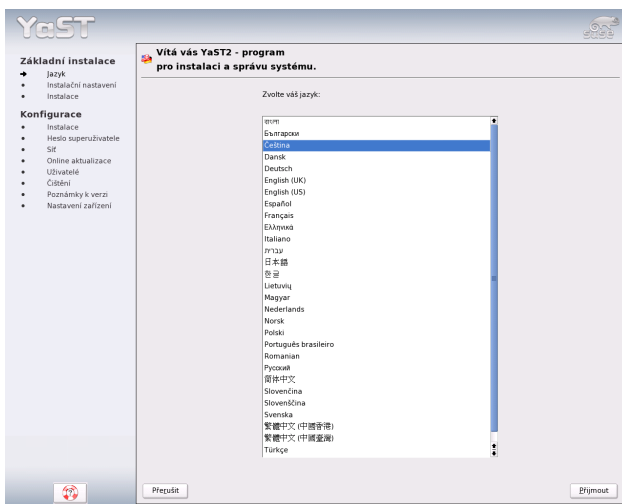 YaST
SuSE
Základní instalace
Jazyk
Instalační nastavení
Instalace
Konfigurace
Instalace
Heslo superuživatele
Síť
Online aktualizace
Uživatelé
Čištění
Poznámky k verzi
Nastavení zařízení
Vítá vás YaST2 - program
pro instalaci a správu systému.
Zvolte váš jazyk:
বাংলা
Български
Čeština
Dansk
Deutsch
English (UK)
English (US)
Español
Français
Ελληνικά
Italiano
עברית
日本語
한글
Lietuvių
Magyar
Nederlands
Norsk
Polski
Português brasileiro
Romanian
Русский
简体中文
Slovenčina
Slovenščina
Svenska
繁體中文 (中國香港)
繁體中文 (中國臺灣)
Türkçe
Přerušit
Přijmout